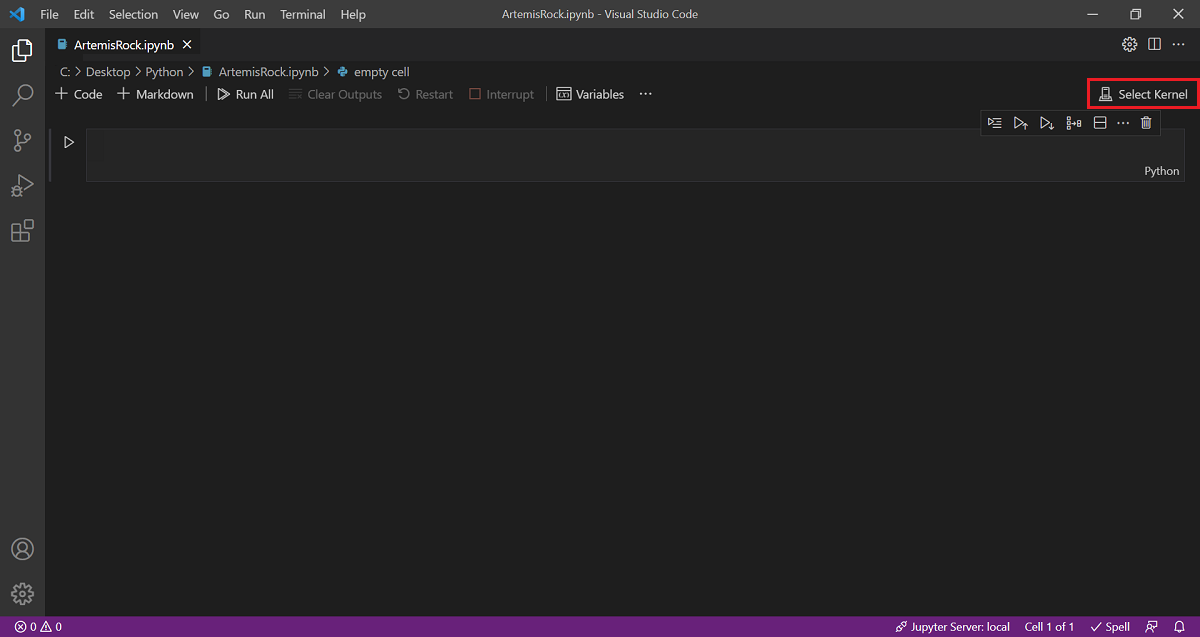 File Edit Selection View Go Run Terminal Help ArtemisRock.ipynb - Visual Studio Code
ArtemisRock.ipynb
C: > Desktop > Python > ArtemisRock.ipynb > empty cell
Code Markdown Run All Clear Outputs Restart Interrupt Variables ··· Select Kernel
Python
0 0 Jupyter Server: local Cell 1 of 1 Spell